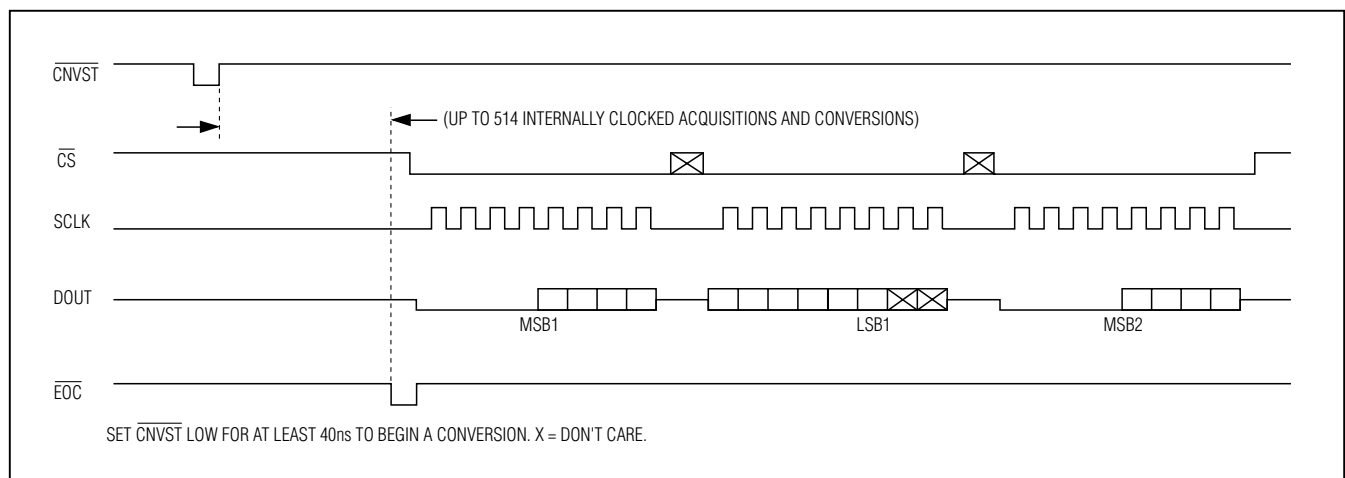 CNVST
(UP TO 514 INTERNALLY CLOCKED ACQUISITIONS AND CONVERSIONS)
CS
SCLK
DOUT
MSB1 LSB1 MSB2
EOC
SET CNVST LOW FOR AT LEAST 40ns TO BEGIN A CONVERSION. X = DON'T CARE.